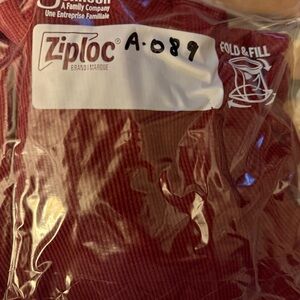 A Family Company
Une Entreprise Familiale
Ziploc® A-089
BRAND | MARQUE
FOLD & FILL